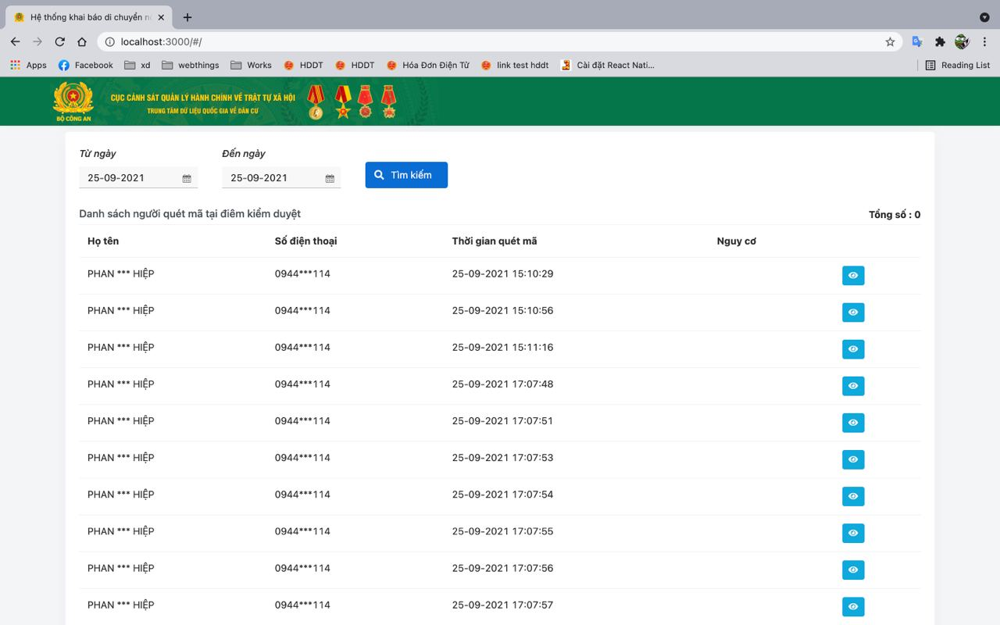 Hệ thống khai báo di chuyển n
localhost:3000/#/
Apps Facebook xd webthings Works HDDT HDDT Hóa Đơn Điện Tử link test hddt Cài đặt React Nati... Reading List
BỘ CÔNG AN
CỤC CẢNH SÁT QUẢN LÝ HÀNH CHÍNH VỀ TRẬT TỰ XÃ HỘI
TRUNG TÂM DỮ LIỆU QUỐC GIA VỀ DÂN CƯ
Từ ngày Đến ngày
25-09-2021 25-09-2021 Tìm kiếm
Danh sách người quét mã tại điêm kiểm duyệt Tổng số : 0
Họ tên Số điện thoại Thời gian quét mã Nguy cơ
PHAN *** HIỆP 0944***114 25-09-2021 15:10:29
PHAN *** HIỆP 0944***114 25-09-2021 15:10:56
PHAN *** HIỆP 0944***114 25-09-2021 15:11:16
PHAN *** HIỆP 0944***114 25-09-2021 17:07:48
PHAN *** HIỆP 0944***114 25-09-2021 17:07:51
PHAN *** HIỆP 0944***114 25-09-2021 17:07:53
PHAN *** HIỆP 0944***114 25-09-2021 17:07:54
PHAN *** HIỆP 0944***114 25-09-2021 17:07:55
PHAN *** HIỆP 0944***114 25-09-2021 17:07:56
PHAN *** HIỆP 0944***114 25-09-2021 17:07:57